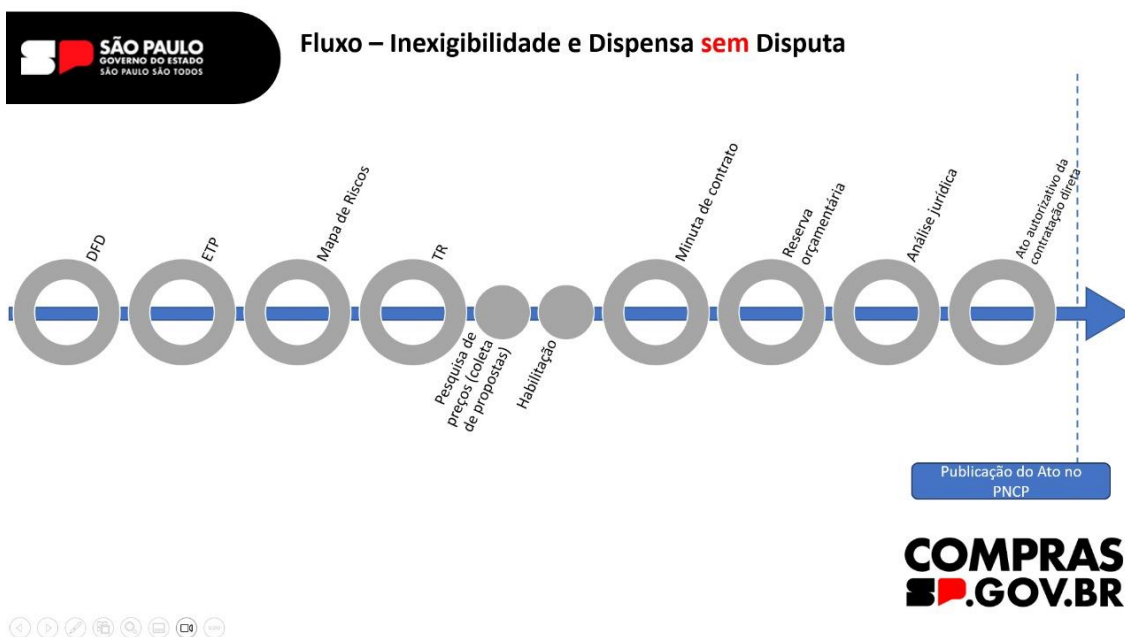 SÃO PAULO
GOVERNO DO ESTADO
SÃO PAULO SÃO TODOS
Fluxo – Inexigibilidade e Dispensa sem Disputa
DFD
ETP
Mapa de Riscos
TR
Pesquisa de
preços (coleta
de propostas)
Habilitação
Minuta de contrato
Reserva
orçamentária
Análise jurídica
Ato autorizativo da
contratação direta
Publicação do Ato no
PNCP
COMPRAS
SP.GOV.BR